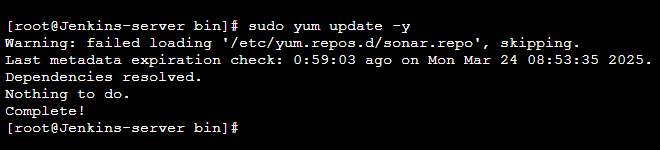 [root@Jenkins-server bin]# sudo yum update -y
Warning: failed loading '/etc/yum.repos.d/sonar.repo', skipping.
Last metadata expiration check: 0:59:03 ago on Mon Mar 24 08:53:35 2025.
Dependencies resolved.
Nothing to do.
Complete!
[root@Jenkins-server bin]#